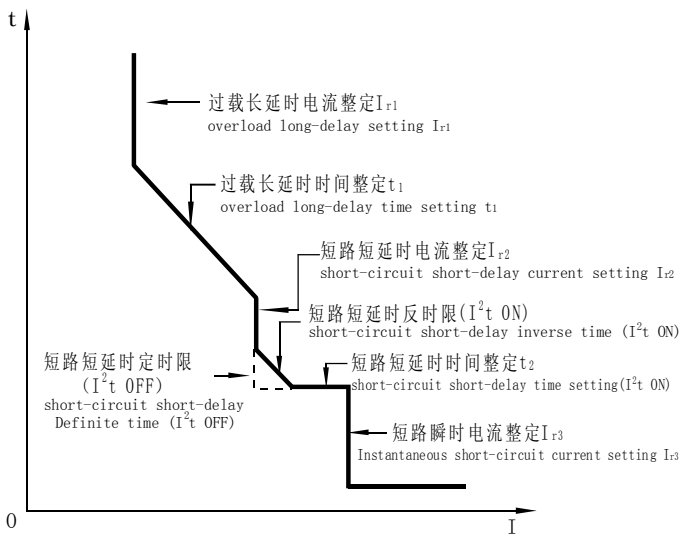 t
过载长延时电流整定Ir1
overload long-delay setting Ir1
过载长延时时间整定t1
overload long-delay time setting t1
短路短延时电流整定Ir2
short-circuit short-delay current setting Ir2
短路短延时反时限(I²t ON)
short-circuit short-delay inverse time (I²t ON)
短路短延时定时限
(I²t OFF)
short-circuit short-delay
Definite time (I²t OFF)
短路短延时时间整定t2
short-circuit short-delay time setting(I²t ON)
短路瞬时电流整定Ir3
Instantaneous short-circuit current setting Ir3
0
I